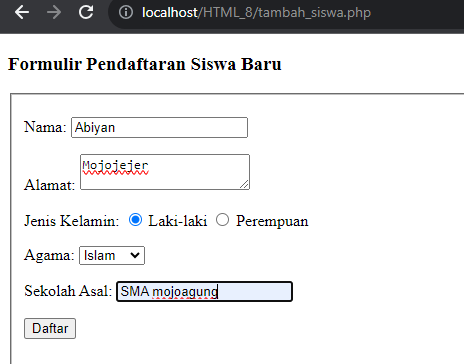 localhost/HTML_8/tambah_siswa.php
Formulir Pendaftaran Siswa Baru
Nama: Abiyan
Alamat: Mojojejer
Jenis Kelamin: Laki-laki Perempuan
Agama: Islam
Sekolah Asal: SMA mojoagung
Daftar